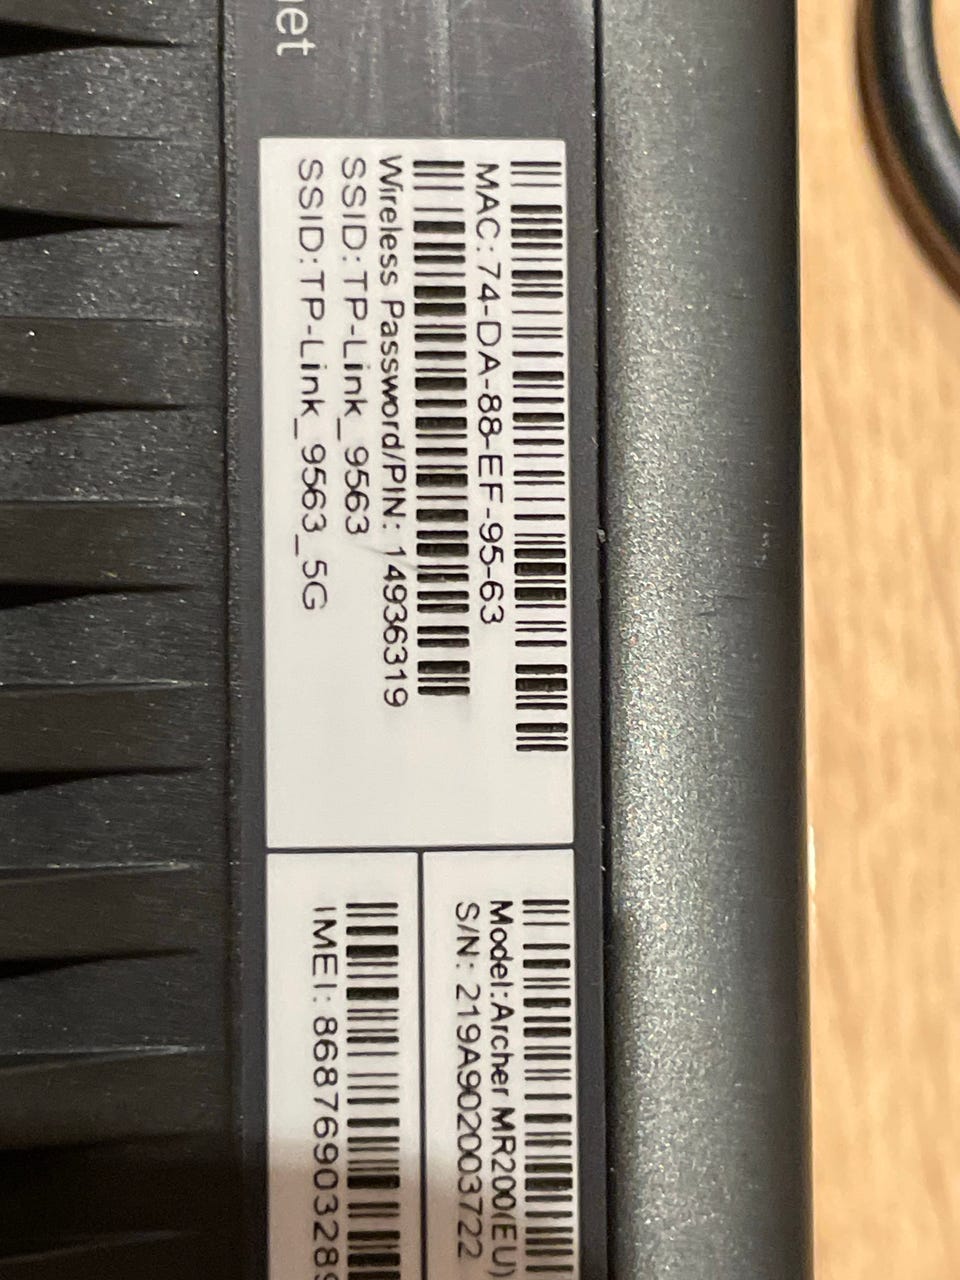 et
MAC:74-DA-88-EF-95-63
Wireless Password/PIN: 14936319
SSID:TP-Link_9563
SSID:TP-Link_9563_5G
Model:Archer MR200(EU)
S/N: 219A902003722
IMEI:86876903289